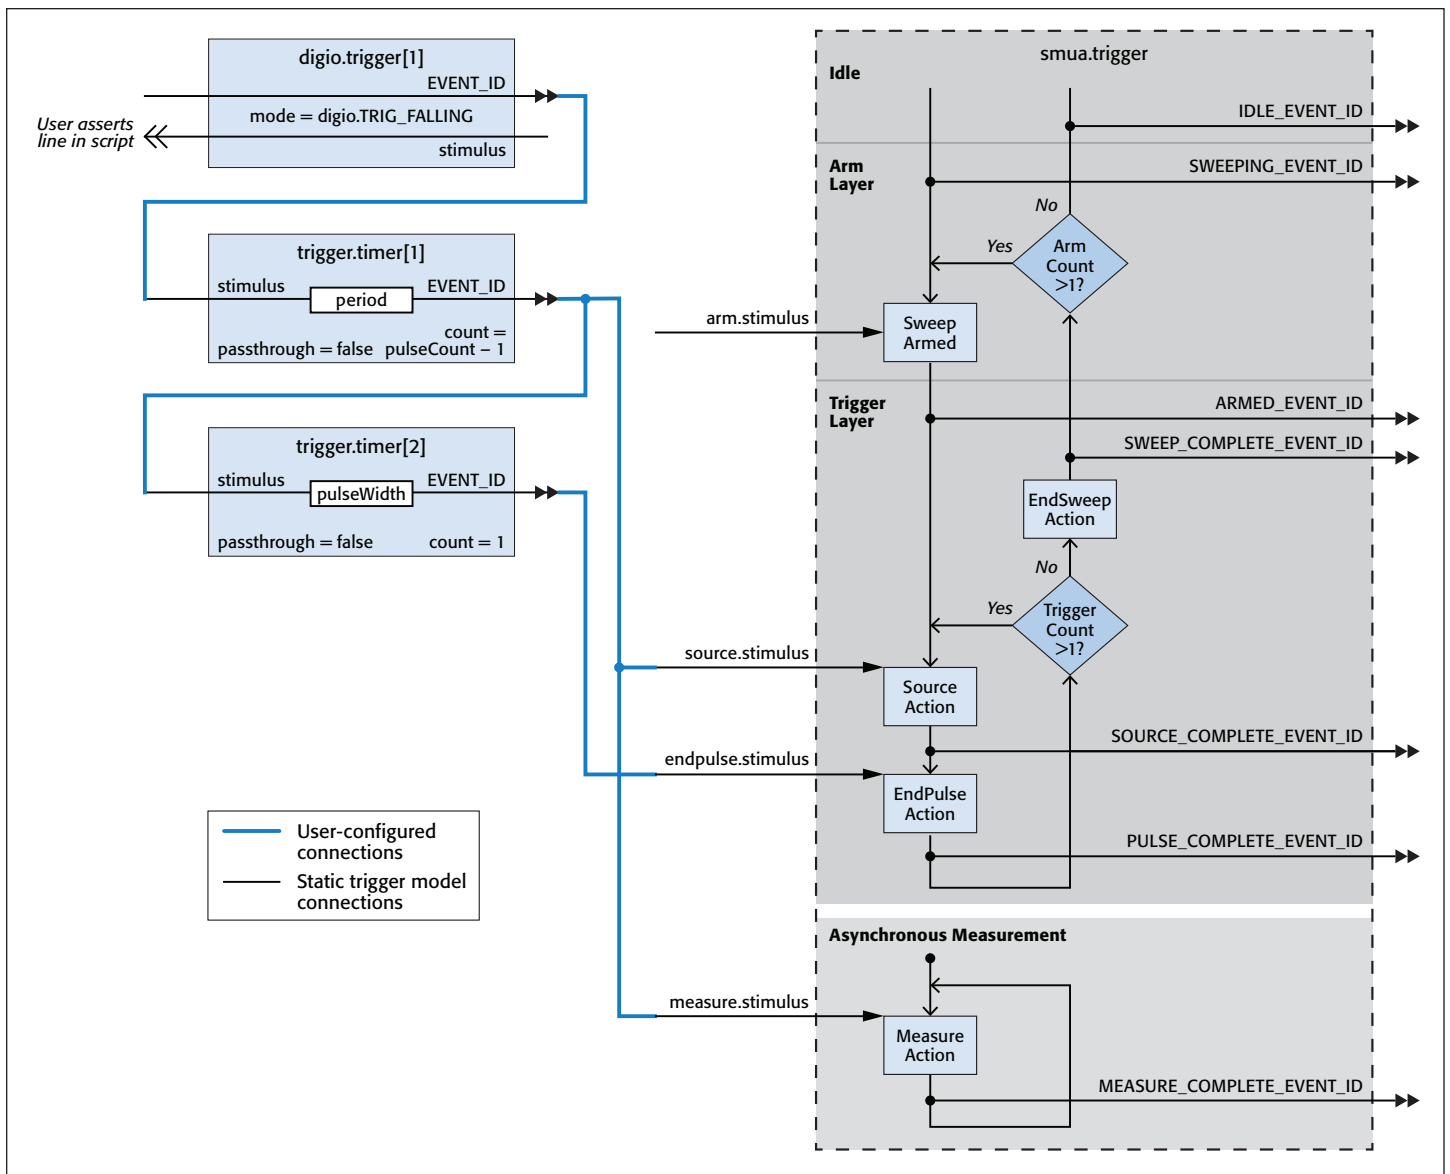 digio.trigger[1]
EVENT_ID
mode = digio.TRIG_FALLING
User asserts
line in script
stimulus
trigger.timer[1]
stimulus
period
EVENT_ID
count =
passthrough = false
pulseCount – 1
trigger.timer[2]
stimulus
pulseWidth
EVENT_ID
passthrough = false
count = 1
User-configured
connections
Static trigger model
connections
smua.trigger
Idle
IDLE_EVENT_ID
Arm
Layer
SWEEPING_EVENT_ID
No
Yes
Arm
Count
>1?
arm.stimulus
Sweep
Armed
Trigger
Layer
ARMED_EVENT_ID
SWEEP_COMPLETE_EVENT_ID
EndSweep
Action
No
Yes
Trigger
Count
>1?
source.stimulus
Source
Action
SOURCE_COMPLETE_EVENT_ID
endpulse.stimulus
EndPulse
Action
PULSE_COMPLETE_EVENT_ID
Asynchronous Measurement
measure.stimulus
Measure
Action
MEASURE_COMPLETE_EVENT_ID